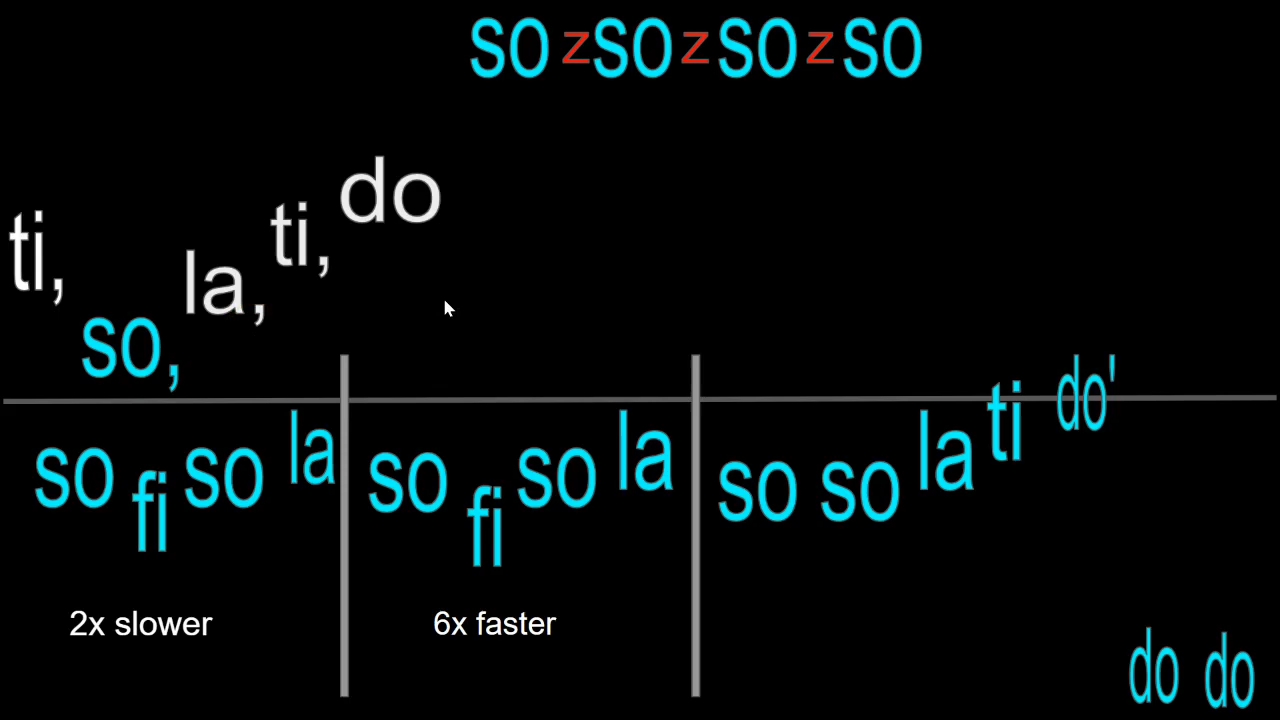 so z so z so z so
ti, so, la, ti, do
so fi so la so fi so la so so la ti do'
2x slower 6x faster
do do